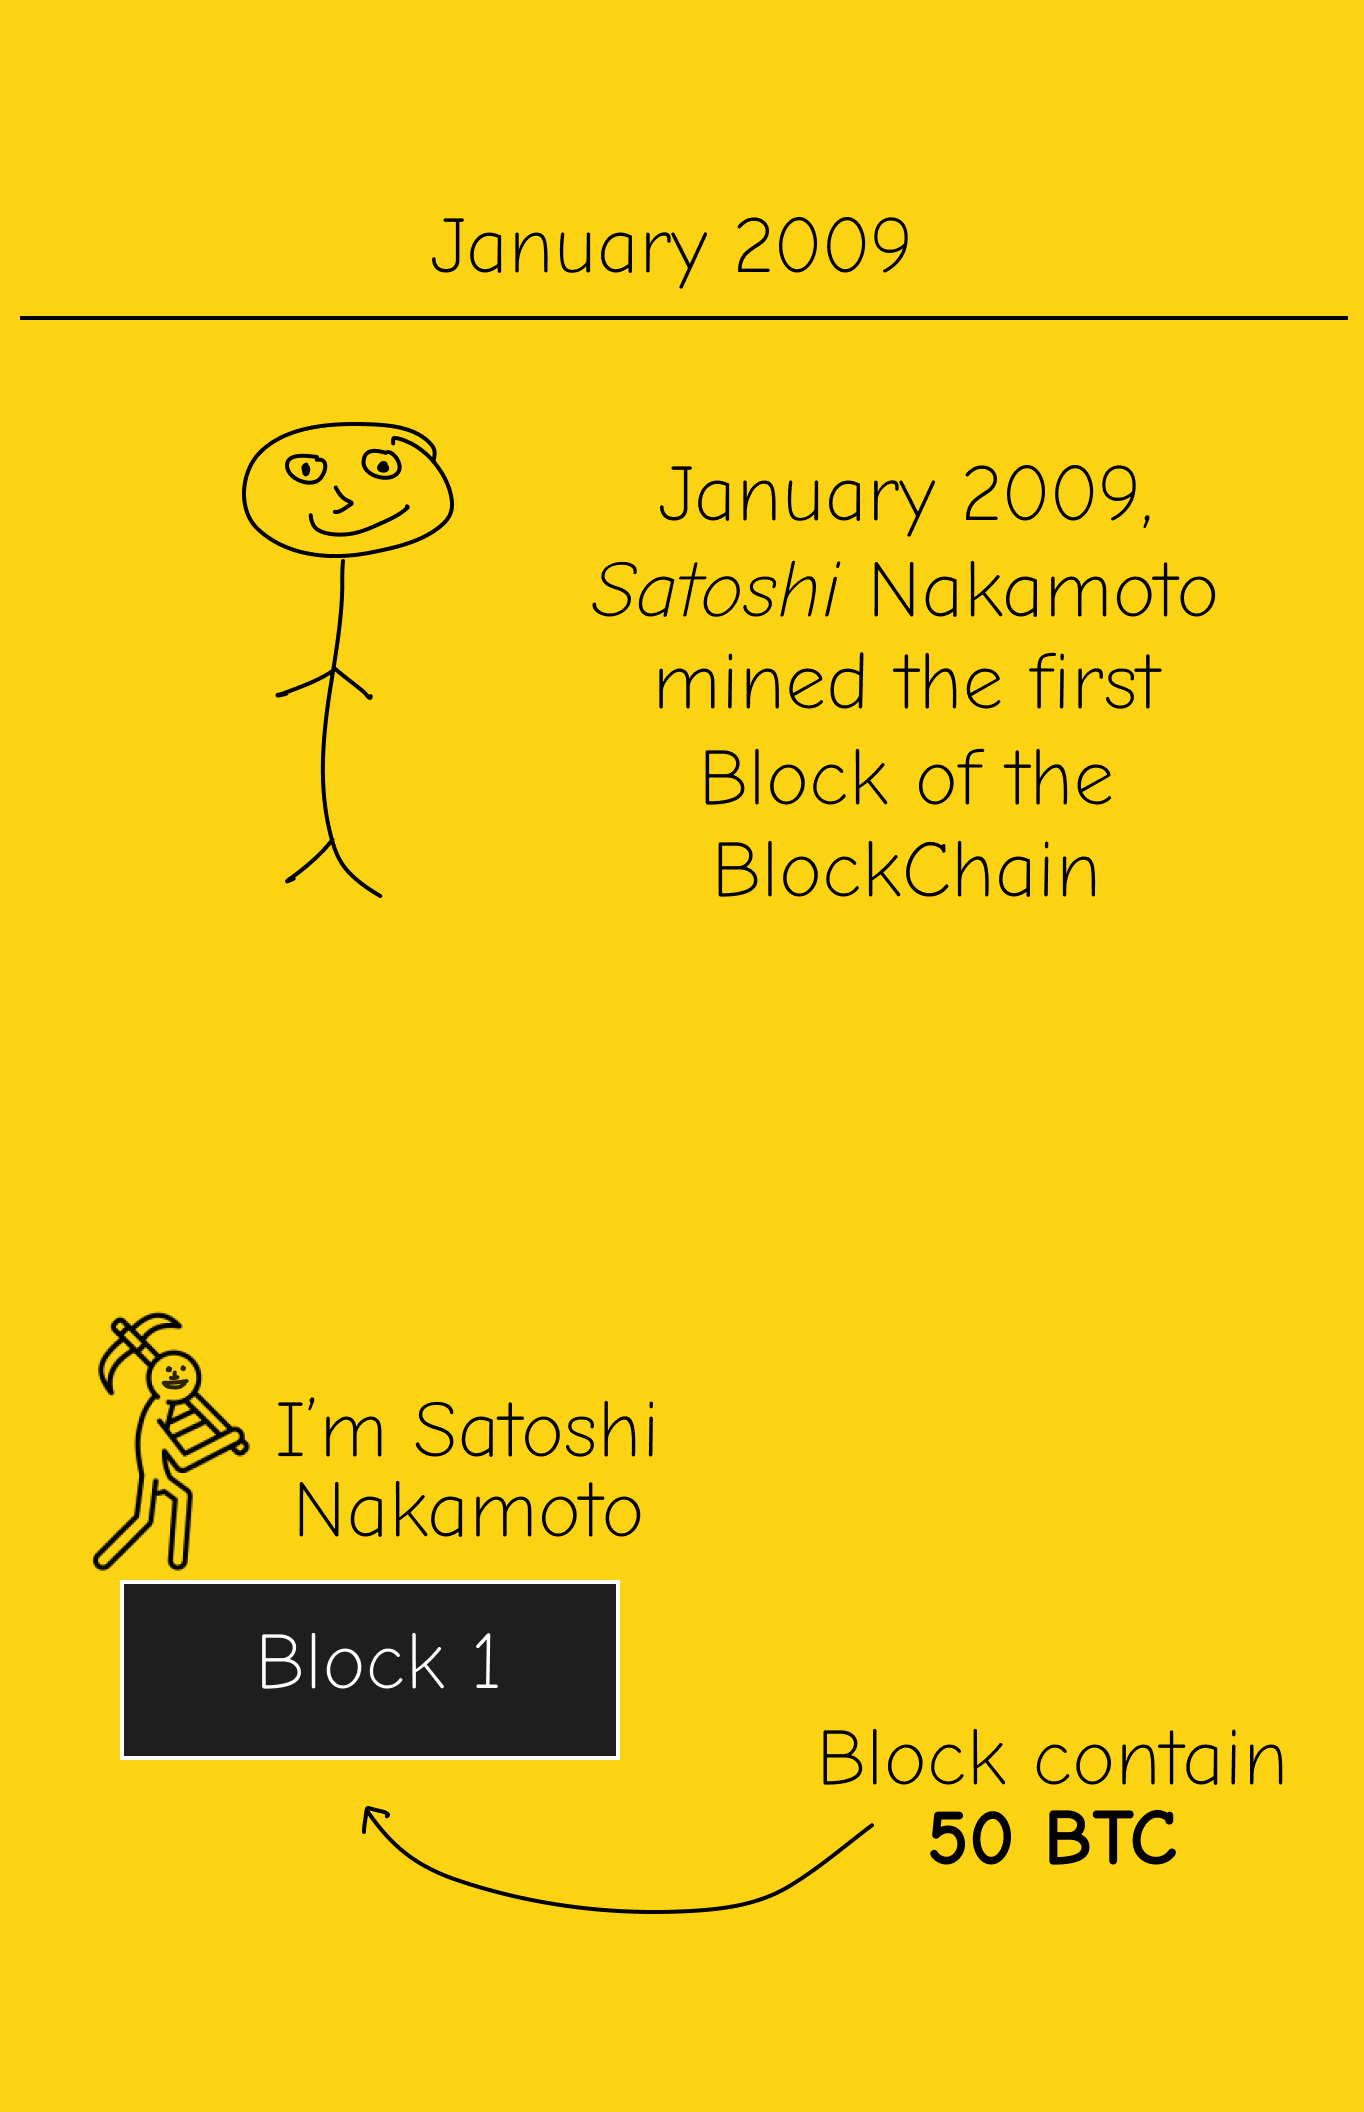 January 2009
January 2009,
Satoshi Nakamoto
mined the first
Block of the
BlockChain
I'm Satoshi
Nakamoto
Block 1
Block contain
50 BTC